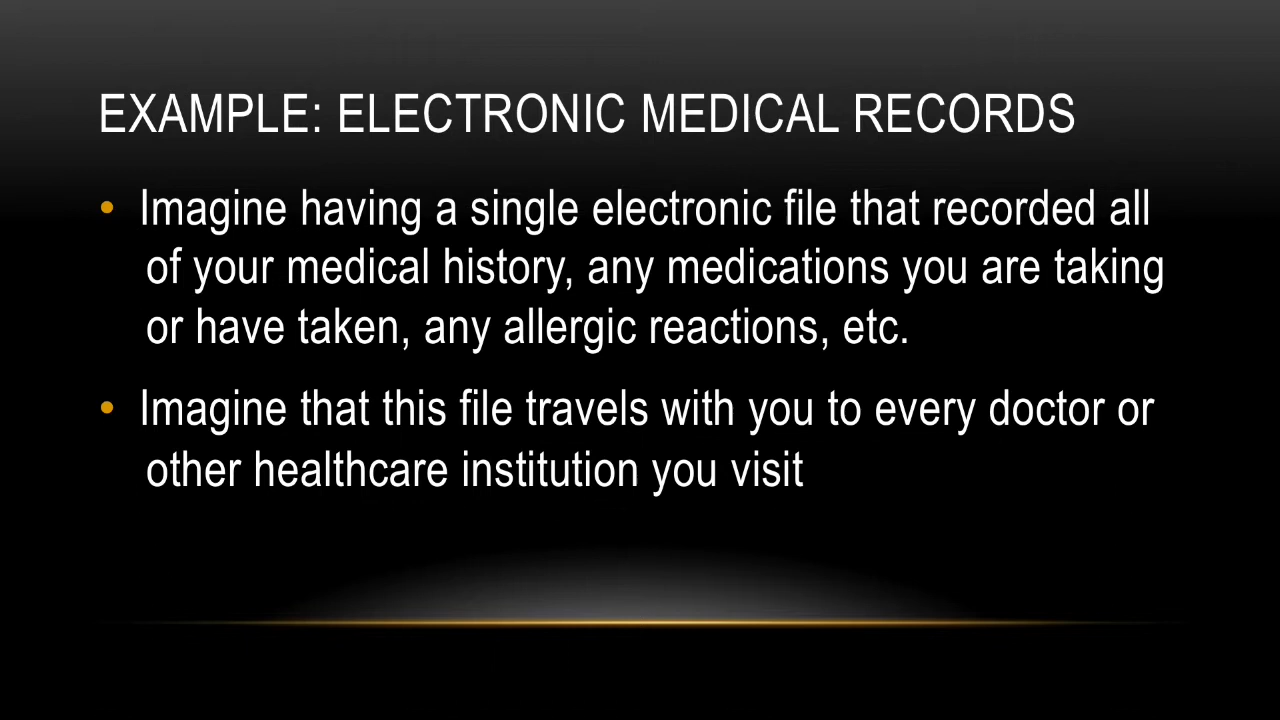 EXAMPLE: ELECTRONIC MEDICAL RECORDS
• Imagine having a single electronic file that recorded all
of your medical history, any medications you are taking
or have taken, any allergic reactions, etc.
• Imagine that this file travels with you to every doctor or
other healthcare institution you visit